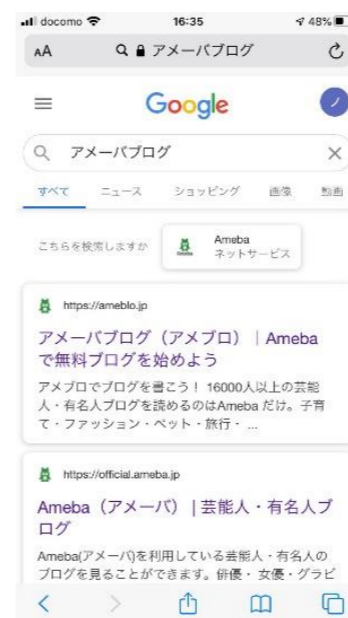 docomo 16:35 48%
AA アメーバブログ
Google ノ
アメーバブログ
すべて ニュース ショッピング 画像 動画
こちらを検索しますか Ameba
ネットサービス
https://ameblo.jp
アメーバブログ(アメブロ)|Ameba
で無料ブログを始めよう
アメブロでブログを書こう! 16000人以上の芸能
人・有名人ブログを読めるのはAmeba だけ。子育
て・ファッション・ペット・旅行・ ...
https://official.ameba.jp
Ameba(アメーバ)|芸能人・有名人ブ
ログ
Ameba(アメーバ)を利用している芸能人・有名人の
ブログを見ることができます。俳優・女優・グラビ